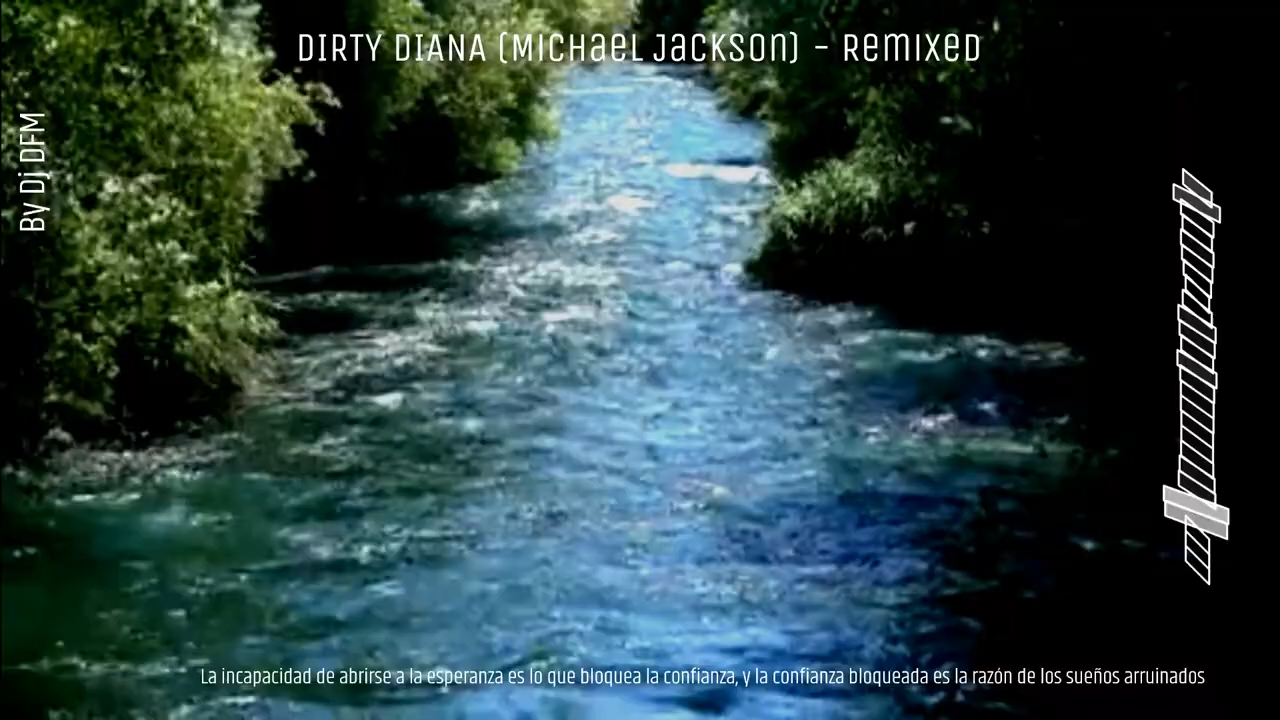 DIRTY DIANA (Michael Jackson) - Remixed
By Dj DFM
La incapacidad de abrirse a la esperanza es lo que bloquea la confianza, y la confianza bloqueada es la razón de los sueños arruinados